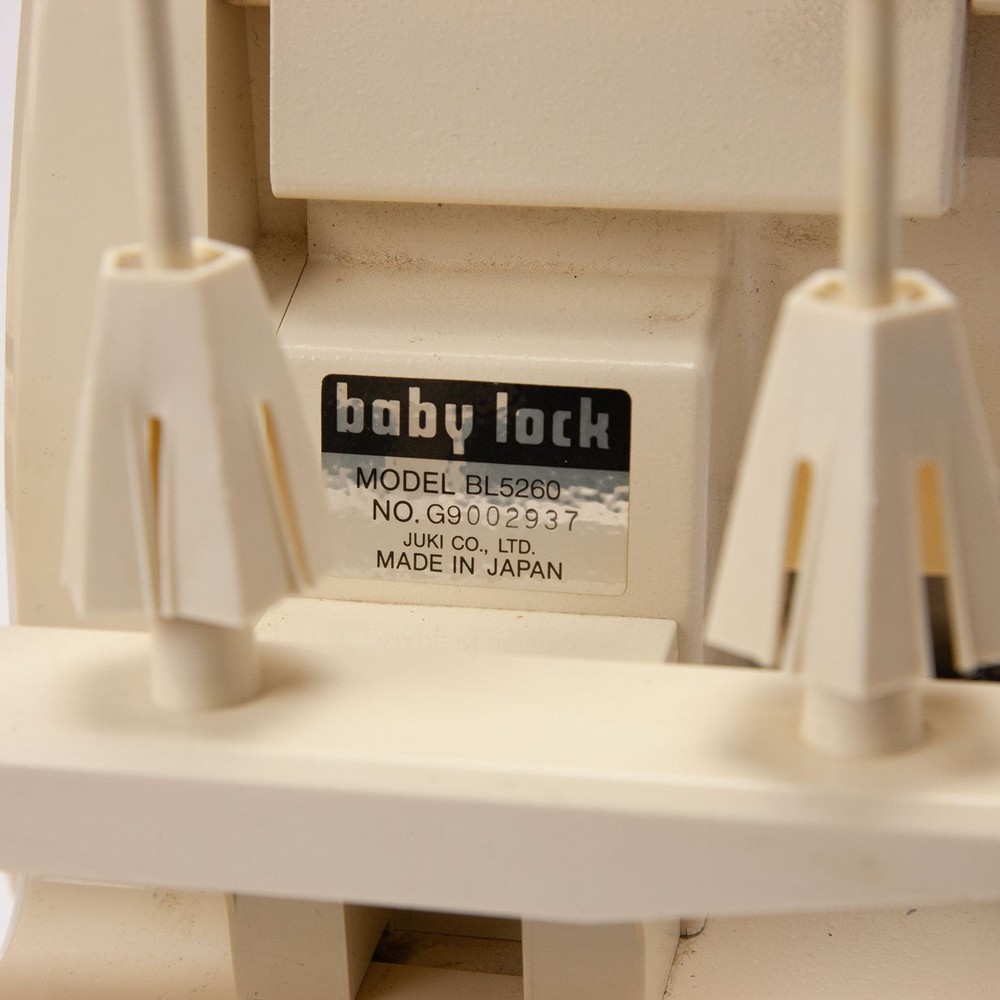 baby lock
MODEL BL5260
NO. G9002937
JUKI CO., LTD.
MADE IN JAPAN